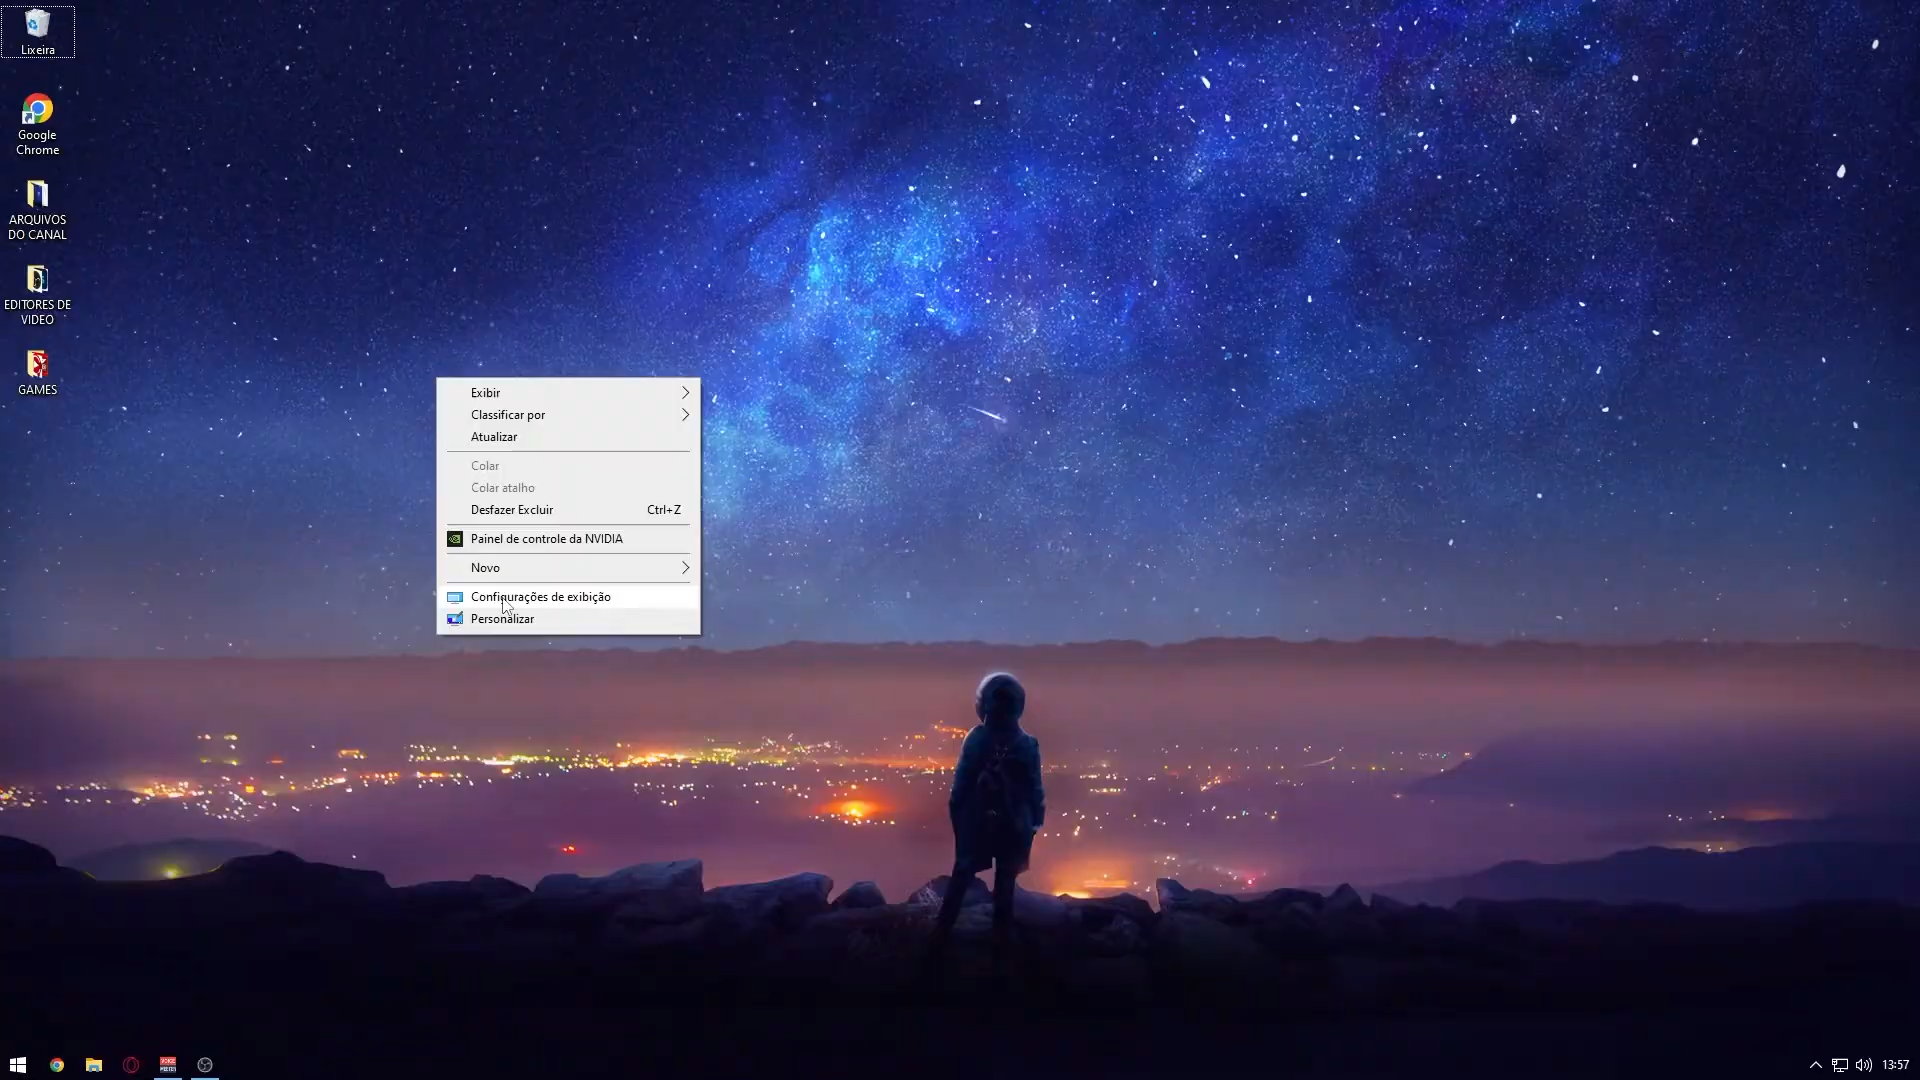 Lixeira
Google
Chrome
ARQUIVOS
DO CANAL
EDITORES DE
VIDEO
GAMES
Exibir
Classificar por
Atualizar
Colar
Colar atalho
Desfazer Excluir Ctrl+Z
Painel de controle da NVIDIA
Novo
Configurações de exibição
Personalizar
13:57